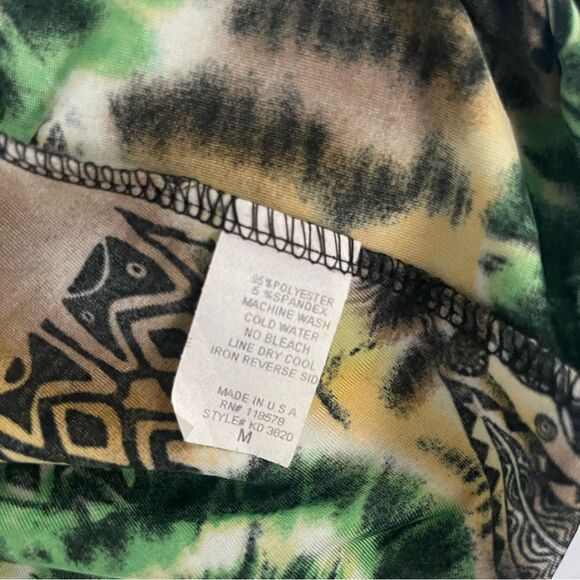 95%POLYESTER
5%SPANDEX
MACHINE WASH
COLD WATER
NO BLEACH
LINE DRY COOL
IRON REVERSE SID
MADE IN U S A
RN# 118578
STYLE# KD 3620
M